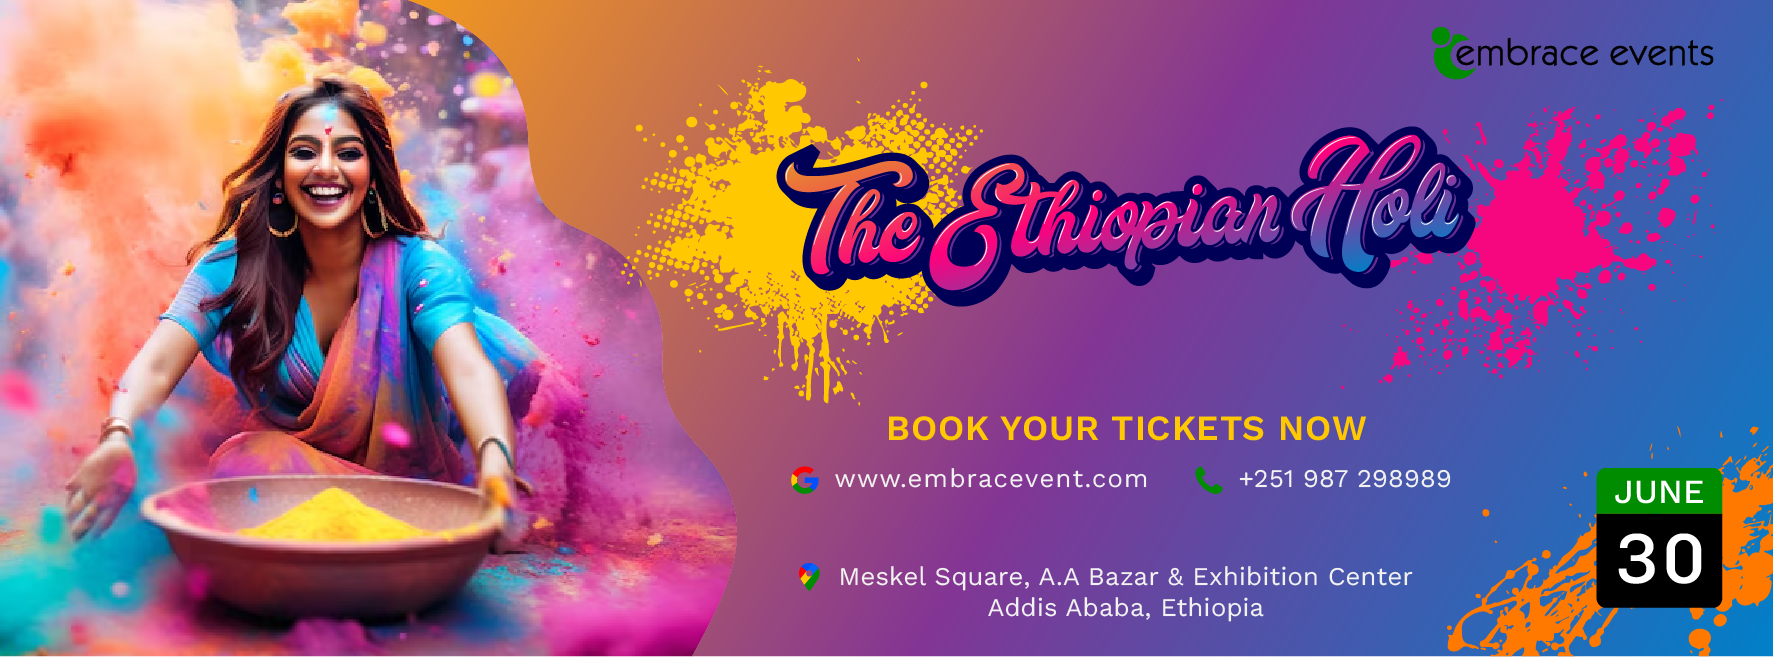 embrace events
The Ethiopian Holi
BOOK YOUR TICKETS NOW
www.embracevent.com +251 987 298989
Meskel Square, A.A Bazar & Exhibition Center
Addis Ababa, Ethiopia
JUNE
30